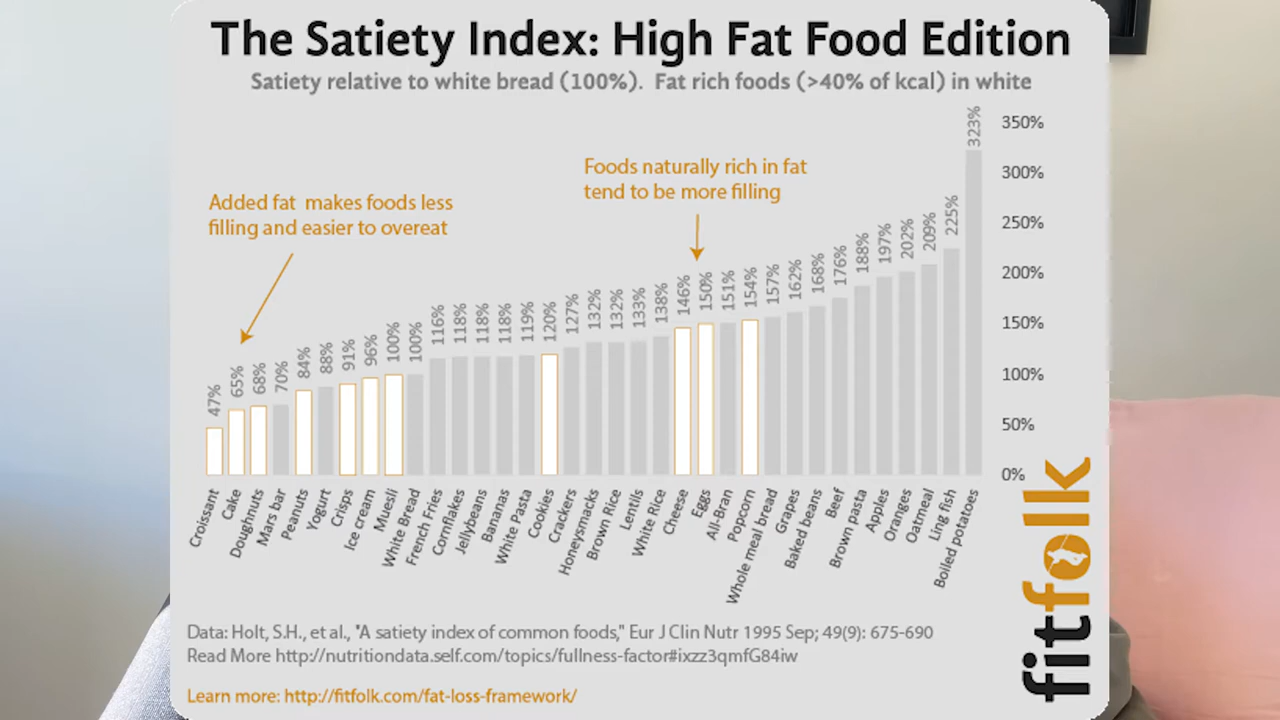 The Satiety Index: High Fat Food Edition
Satiety relative to white bread (100%).  Fat rich foods (>40% of kcal) in white
Added fat  makes foods less
filling and easier to overeat
Foods naturally rich in fat
tend to be more filling
47%
65%
68%
70%
84%
88%
91%
96%
100%
100%
116%
118%
118%
118%
119%
120%
127%
132%
132%
133%
138%
146%
150%
151%
154%
157%
162%
168%
176%
188%
197%
202%
209%
225%
323%
350%
300%
250%
200%
150%
100%
50%
0%
Croissant
Cake
Doughnuts
Mars bar
Peanuts
Yogurt
Crisps
Ice cream
Muesli
White Bread
French Fries
Cornflakes
Jellybeans
Bananas
White Pasta
Cookies
Crackers
Honeysmacks
Brown Rice
Lentils
White Rice
Cheese
Eggs
All-Bran
Popcorn
Whole meal bread
Grapes
Baked beans
Beef
Brown pasta
Apples
Oranges
Oatmeal
Ling fish
Boiled potatoes
fitfolk
Data: Holt, S.H., et al., "A satiety index of common foods," Eur J Clin Nutr 1995 Sep; 49(9): 675-690
Read More http://nutritiondata.self.com/topics/fullness-factor#ixzz3qmfG84iw
Learn more: http://fitfolk.com/fat-loss-framework/